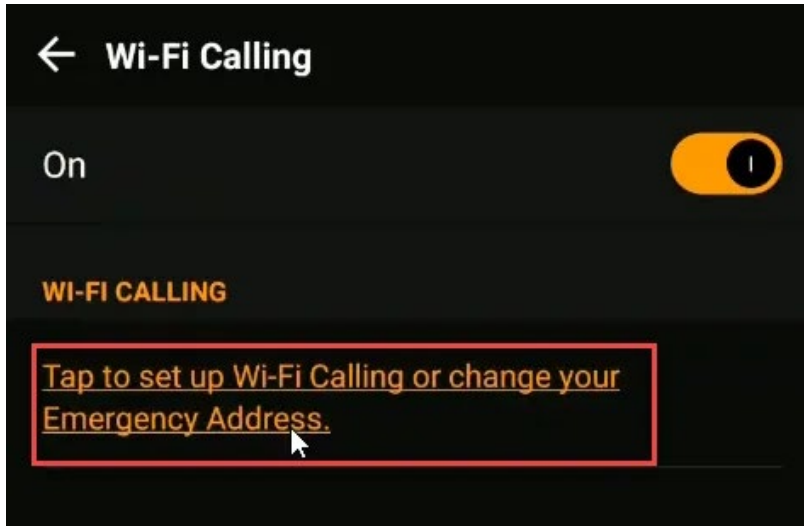 Wi-Fi Calling
On
WI-FI CALLING
Tap to set up Wi-Fi Calling or change your
Emergency Address.